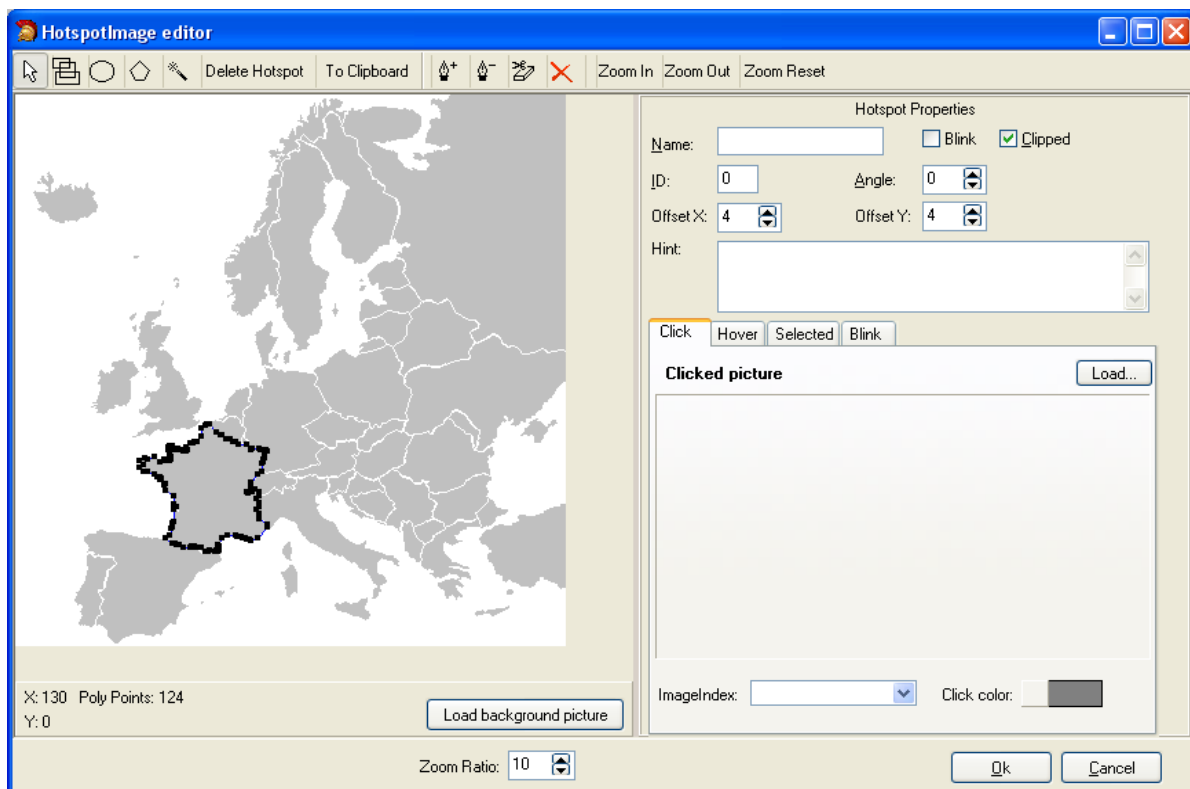 HotspotImage editor
Delete Hotspot To Clipboard Zoom In Zoom Out Zoom Reset
Hotspot Properties
Name: Blink Clipped
ID: 0 Angle: 0
Offset X: 4 Offset Y: 4
Hint:
Click Hover Selected Blink
Clicked picture Load...
ImageIndex: Click color:
X: 130 Poly Points: 124
Y: 0
Load background picture
Zoom Ratio: 10 Ok Cancel